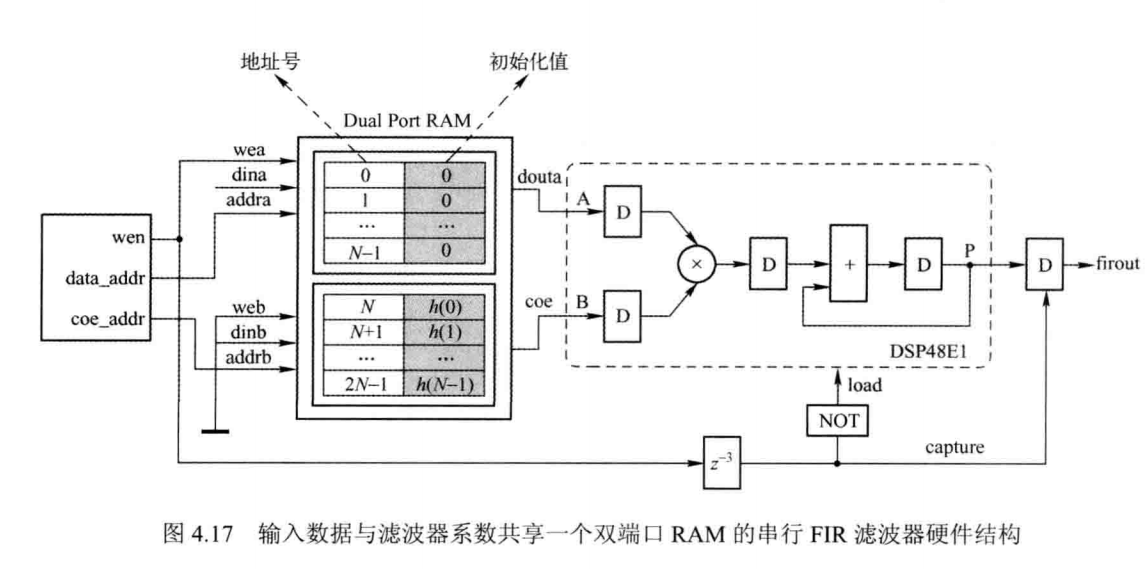 地址号
初始化值
Dual Port RAM
wea
dina
addra
0 0
1 0
... ...
N−1 0
wen
data_addr
coe_addr
web
dinb
addrb
N h(0)
N+1 h(1)
... ...
2N−1 h(N−1)
douta
coe
A
B
D
D
×
D
+
D
P
D
firout
DSP48E1
load
NOT
z⁻³
capture
图 4.17 输入数据与滤波器系数共享一个双端口 RAM 的串行 FIR 滤波器硬件结构